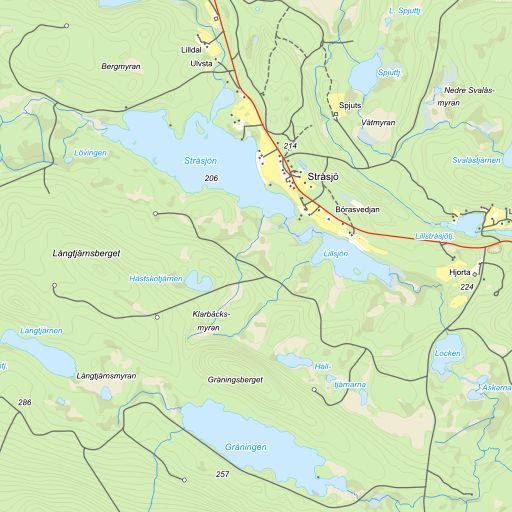 L. Spjuttj
Lilldal
Ulvsta
Bergmyran
Spjuttj
Nedre Svalås-
myran
Spjuts
Våtmyran
Lövingen
Stråsjön
214
Svalåstjärnen
206
Stråsjö
Börasvedjan
Lillstråsjötj.
Långtjärnsberget
Lillsjön
Hästskotjärnen
Hjorta
224
Klarbäcks-
myran
Långtjärnen
Locken
Häll-
tjärnarna
Långtjärnsmyran
Gräningsberget
Askarna
286
Gräningen
257